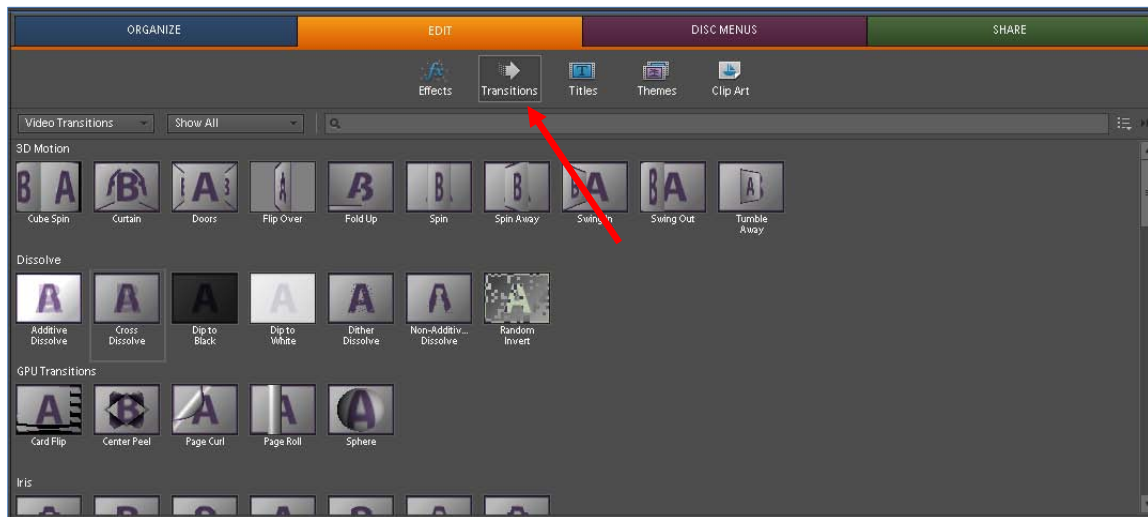 ORGANIZE EDIT DISC MENUS SHARE
Effects Transitions Titles Themes Clip Art
Video Transitions Show All
3D Motion
Cube Spin Curtain Doors Flip Over Fold Up Spin Spin Away Swing In Swing Out Tumble
Away
Dissolve
Additive Cross Dip to Dip to Dither Non-Additiv... Random
Dissolve Dissolve Black White Dissolve Dissolve Invert
GPU Transitions
Card Flip Center Peel Page Curl Page Roll Sphere
Iris